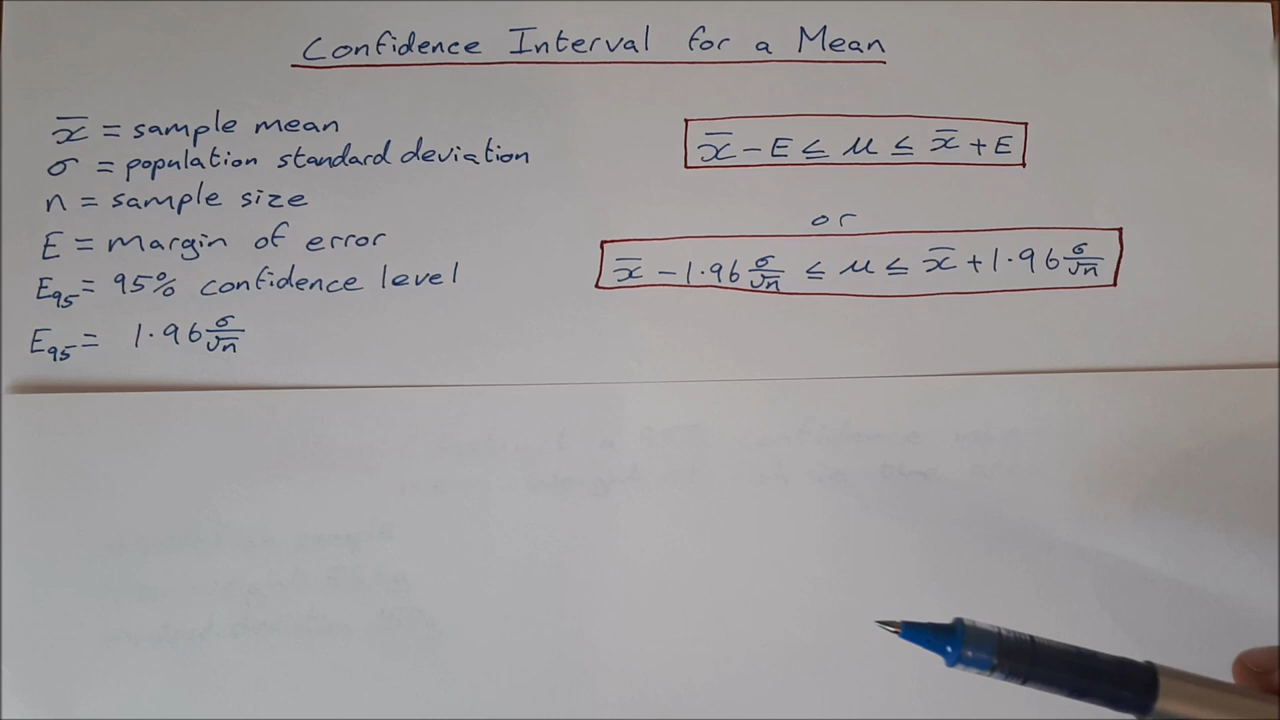 Confidence Interval for a Mean
x̄ = sample mean
σ = population standard deviation
n = sample size
E = margin of error
E₉₅ = 95% confidence level
E₉₅ = 1.96 σ/√n
x̄ - E ≤ μ ≤ x̄ + E
or
x̄ - 1.96 σ/√n ≤ μ ≤ x̄ + 1.96 σ/√n